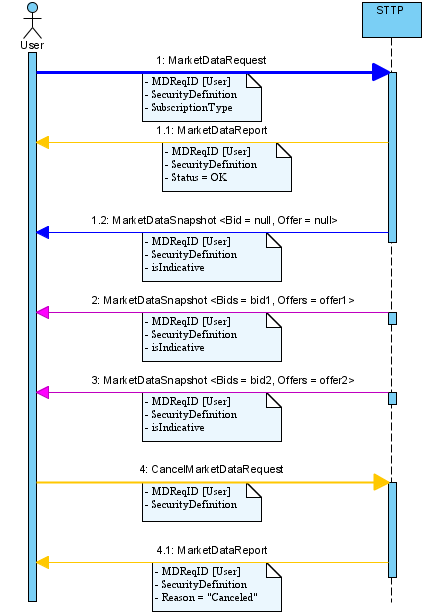 STTP
User
1: MarketDataRequest
- MDReqID [User]
- SecurityDefinition
- SubscriptionType
1.1: MarketDataReport
- MDReqID [User]
- SecurityDefinition
- Status = OK
1.2: MarketDataSnapshot <Bid = null, Offer = null>
- MDReqID [User]
- SecurityDefinition
- isIndicative
2: MarketDataSnapshot <Bids = bid1, Offers = offer1>
- MDReqID [User]
- SecurityDefinition
- isIndicative
3: MarketDataSnapshot <Bids = bid2, Offers = offer2>
- MDReqID [User]
- SecurityDefinition
- isIndicative
4: CancelMarketDataRequest
- MDReqID [User]
- SecurityDefinition
4.1: MarketDataReport
- MDReqID [User]
- SecurityDefinition
- Reason = "Canceled"